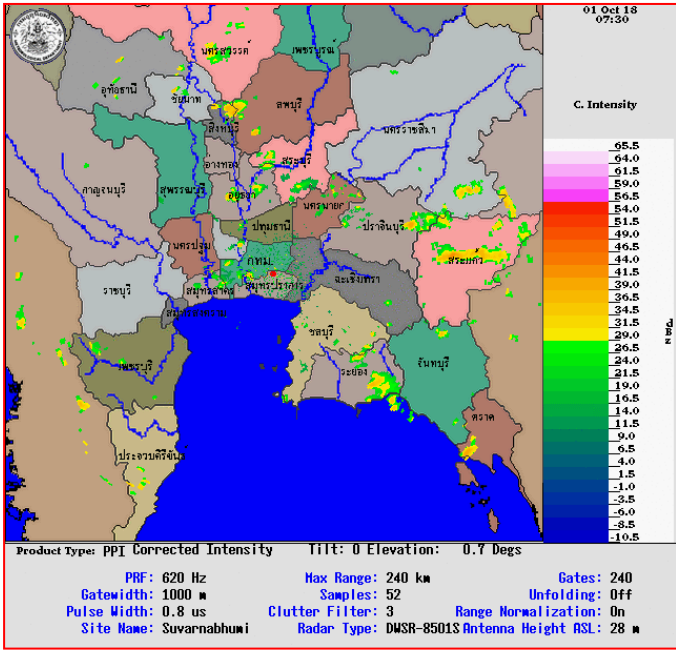 01 Oct 18
07:30
C. Intensity
65.5
64.0
61.5
59.0
56.5
54.0
51.5
49.0
46.5
44.0
41.5
39.0
36.5
34.0
31.5
29.0
26.5
24.0
21.5
19.0
16.5
14.0
11.5
9.0
6.5
4.0
1.5
-1.0
-3.5
-6.0
-8.5
-10.5
นครสวรรค์
เพชรบูรณ์
อุทัยธานี
ชัยนาท
ลพบุรี
สิงห์บุรี
นครราชสีมา
อ่างทอง
สระบุรี
กาญจนบุรี
สุพรรณบุรี
อยุธยา
นครนายก
ปราจีนบุรี
ปทุมธานี
นครปฐม
กทม.
สระแก้ว
ราชบุรี
สมุทรสาคร
สมุทรปราการ
ฉะเชิงเทรา
สมุทรสงคราม
ชลบุรี
เพชรบุรี
ระยอง
จันทบุรี
ตราด
ประจวบคีรีขันธ์
Product Type: PPI Corrected Intensity Tilt: 0 Elevation: 0.7 Degs
PRF: 620 Hz Max Range: 240 km Gates: 240
Gatewidth: 1000 m Samples: 52 Unfolding: Off
Pulse Width: 0.8 us Clutter Filter: 3 Range Normalization: On
Site Name: Suvarnabhumi Radar Type: DWSR-8501S Antenna Height ASL: 28 m